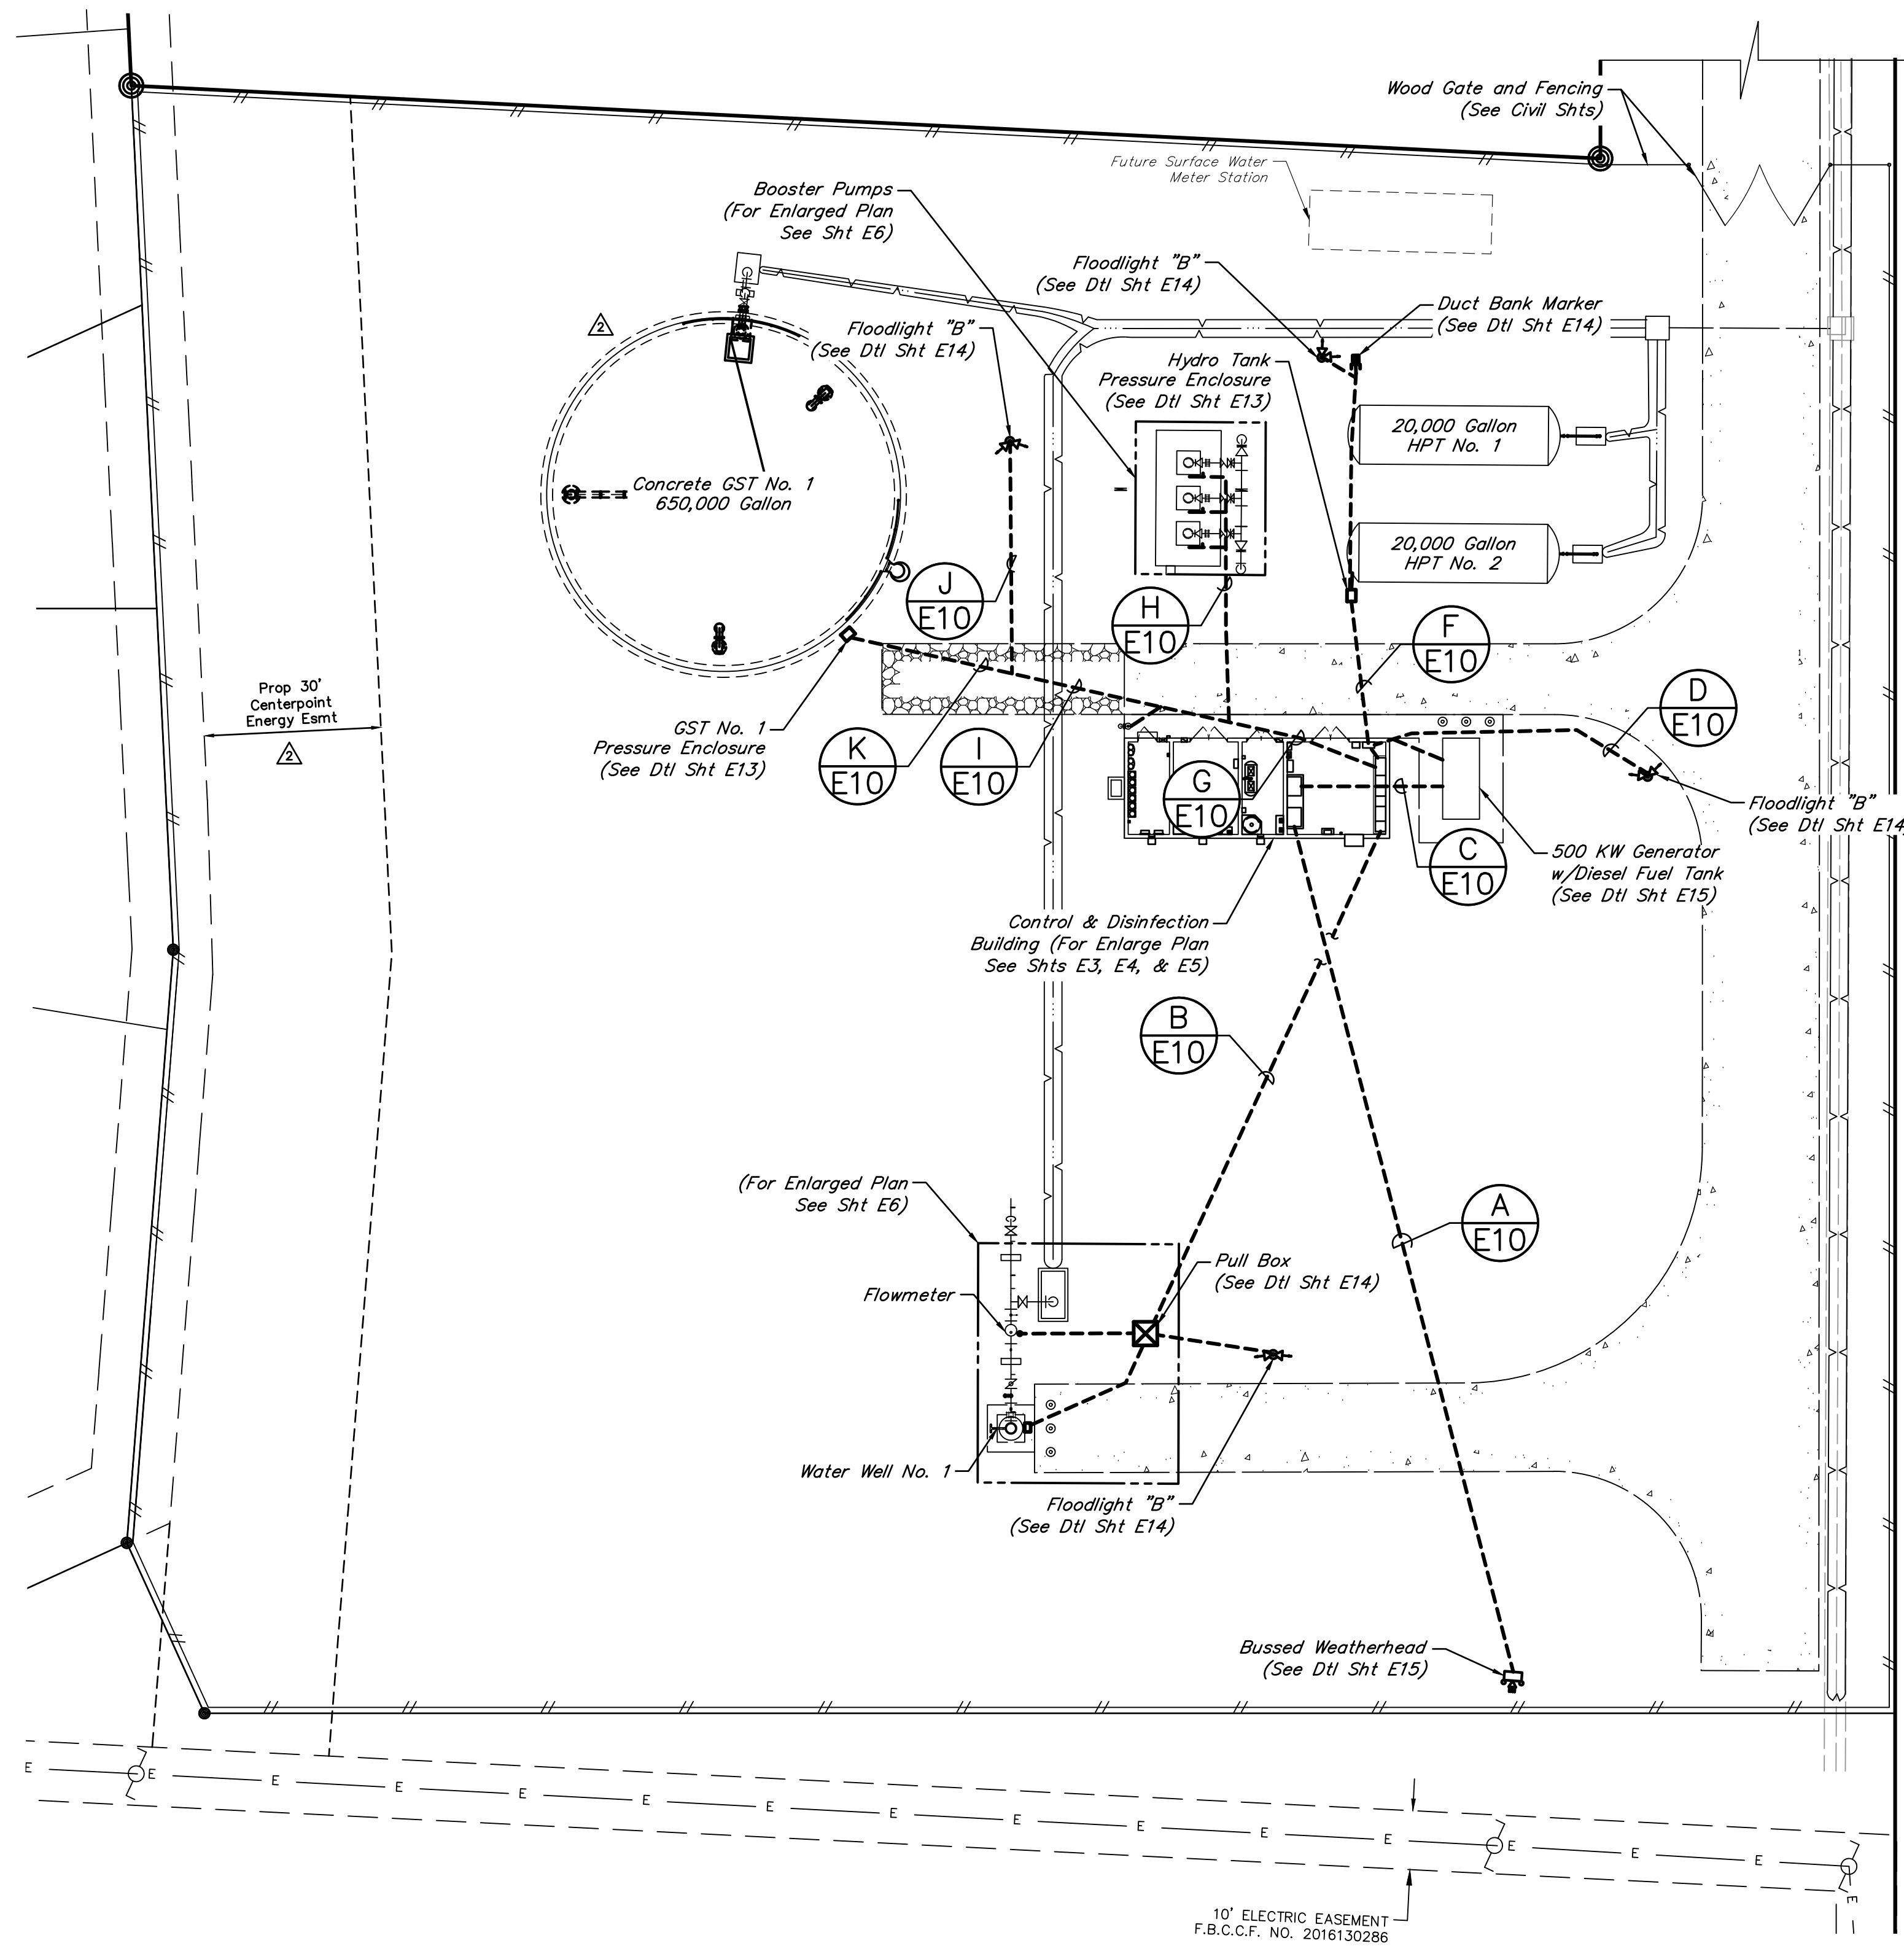 Wood Gate and Fencing
(See Civil Shts)
Future Surface Water
Meter Station
Booster Pumps
(For Enlarged Plan
See Sht E6)
Floodlight "B"
(See Dtl Sht E14)
Duct Bank Marker
(See Dtl Sht E14)
2
Floodlight "B"
(See Dtl Sht E14)
Hydro Tank
Pressure Enclosure
(See Dtl Sht E13)
20,000 Gallon
HPT No. 1
Concrete GST No. 1
650,000 Gallon
20,000 Gallon
HPT No. 2
J
E10
H
E10
F
E10
D
E10
Prop 30'
Centerpoint
Energy Esmt
2
GST No. 1
Pressure Enclosure
(See Dtl Sht E13)
K
E10
I
E10
G
E10
C
E10
Floodlight "B"
(See Dtl Sht E14
500 KW Generator
w/Diesel Fuel Tank
(See Dtl Sht E15)
Control & Disinfection
Building (For Enlarge Plan
See Shts E3, E4, & E5)
B
E10
A
E10
(For Enlarged Plan
See Sht E6)
Pull Box
(See Dtl Sht E14)
Flowmeter
Water Well No. 1
Floodlight "B"
(See Dtl Sht E14)
Bussed Weatherhead
(See Dtl Sht E15)
E E E E E E E E E E E E E E E E
10' ELECTRIC EASEMENT
F.B.C.C.F. NO. 2016130286